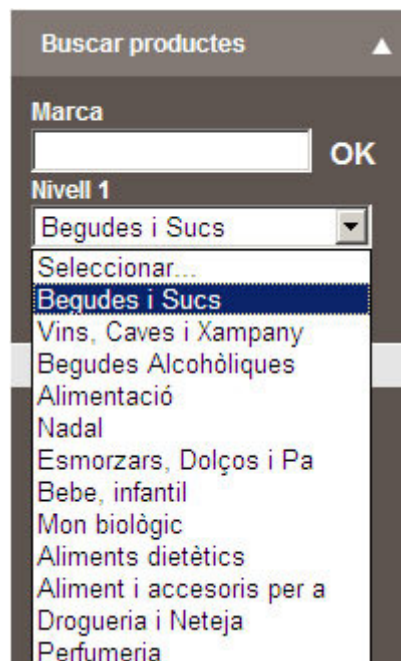 Buscar productes
Marca
OK
Nivell 1
Begudes i Sucs
Seleccionar...
Begudes i Sucs
Vins, Caves i Xampany
Begudes Alcohòliques
Alimentació
Nadal
Esmorzars, Dolços i Pa
Bebe, infantil
Mon biològic
Aliments dietètics
Aliment i accesoris per a
Drogueria i Neteja
Perfumeria